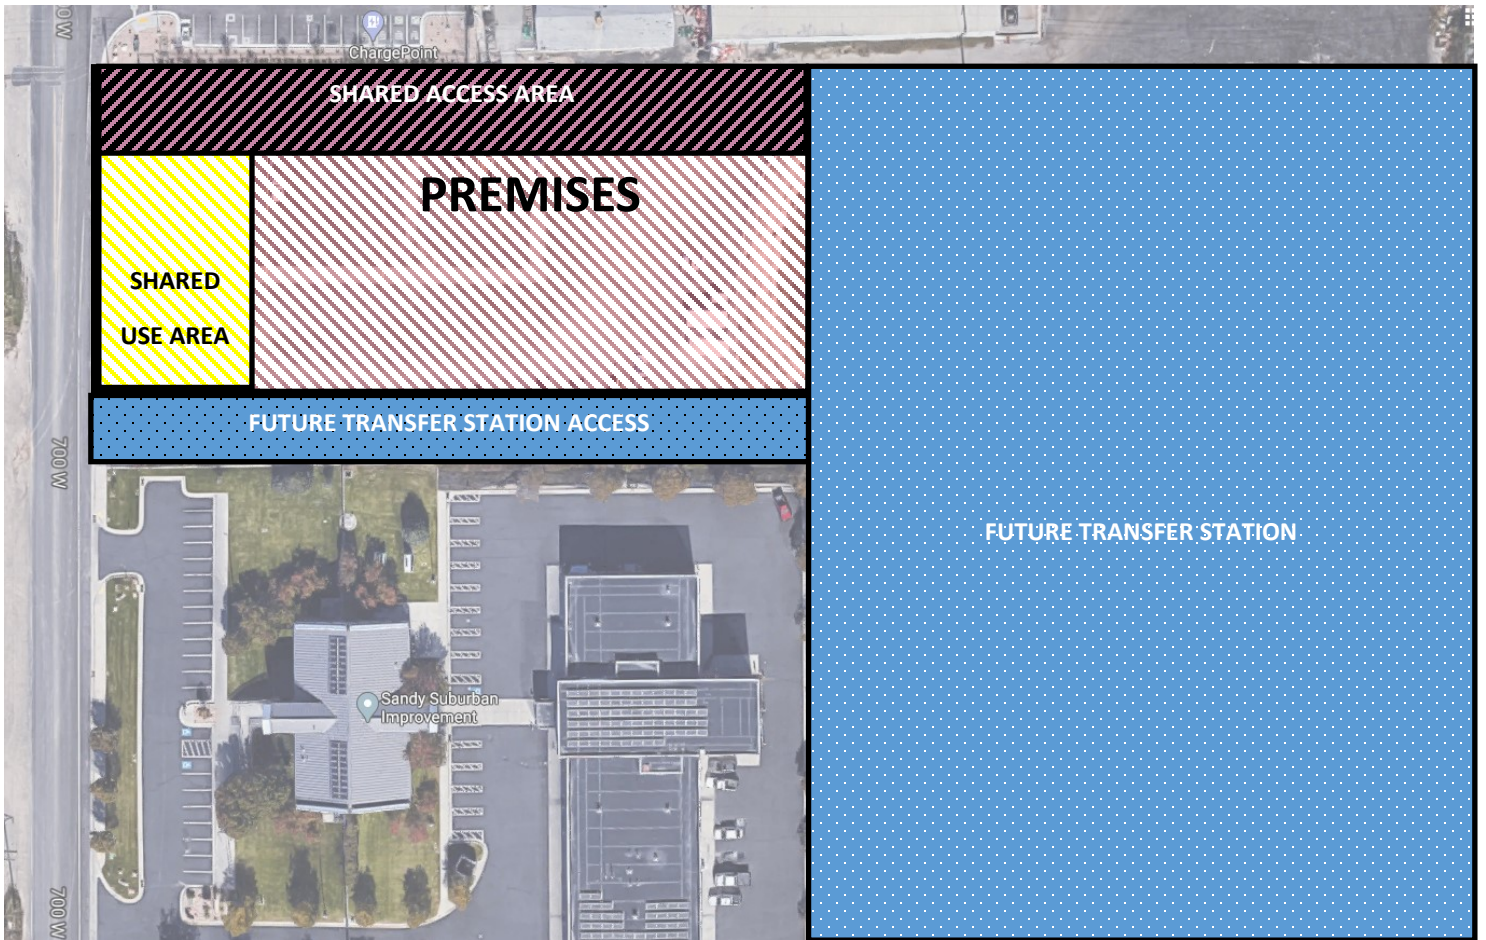 00 W
ChargePoint
SHARED ACCESS AREA
PREMISES
SHARED
USE AREA
FUTURE TRANSFER STATION ACCESS
700 W
FUTURE TRANSFER STATION
Sandy Suburban
Improvement
700 W